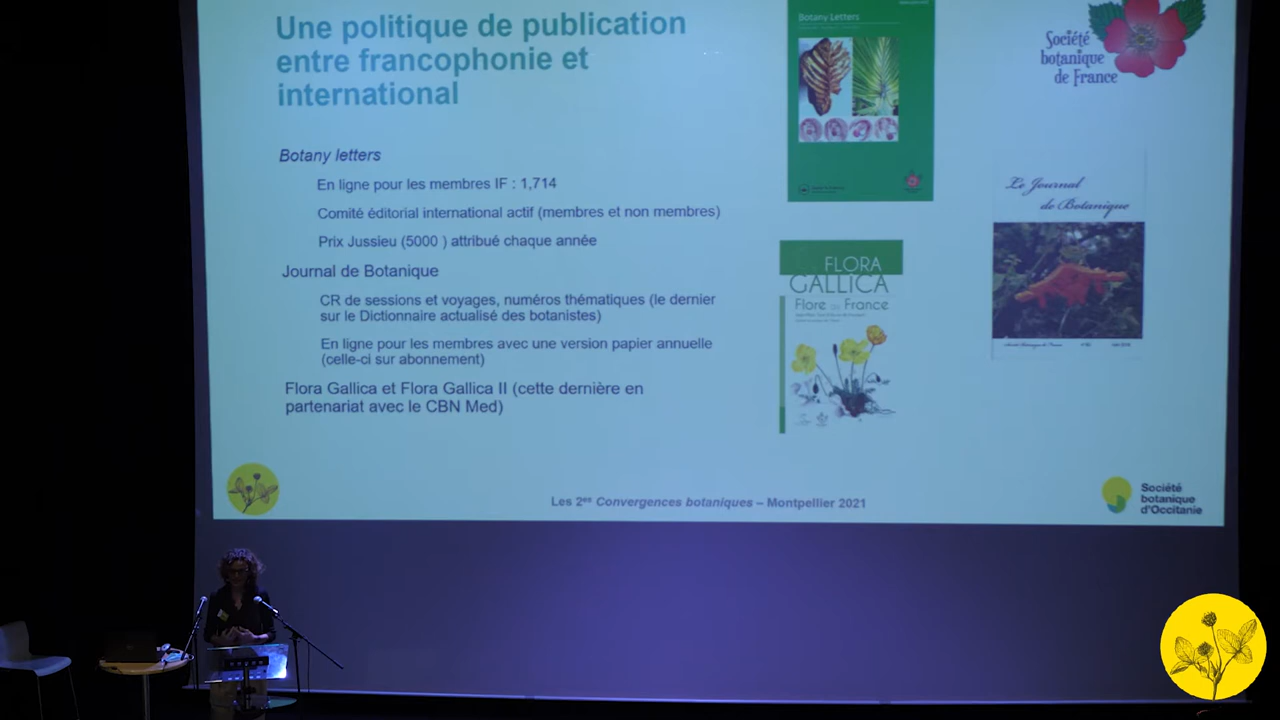 Une politique de publication
entre francophonie et
international
Botany letters
En ligne pour les membres IF : 1,714
Comité éditorial international actif (membres et non membres)
Prix Jussieu (5000 ) attribué chaque année
Journal de Botanique
CR de sessions et voyages, numéros thématiques (le dernier
sur le Dictionnaire actualisé des botanistes)
En ligne pour les membres avec une version papier annuelle
(celle-ci sur abonnement)
Flora Gallica et Flora Gallica II (cette dernière en
partenariat avec le CBN Med)
Botany Letters
Société
botanique
de France
Le Journal
de Botanique
FLORA
GALLICA
Flore de France
Les 2es Convergences botaniques – Montpellier 2021
Société
botanique
d'Occitanie